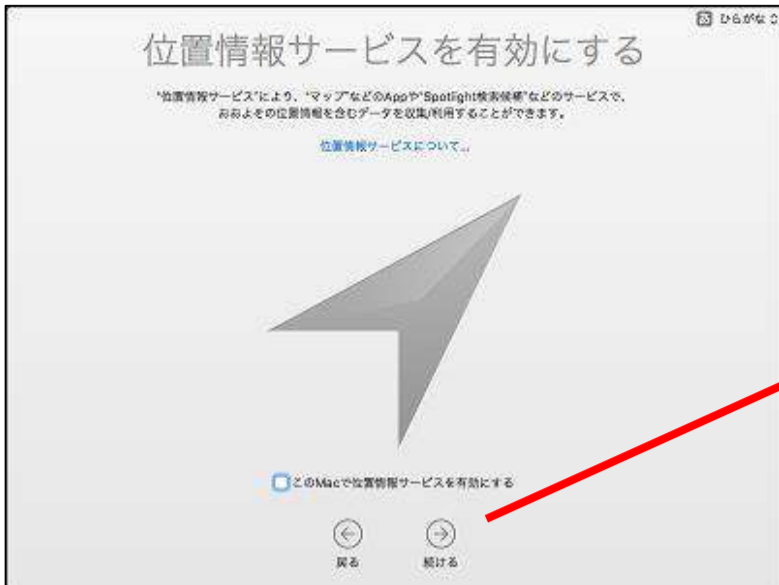 ひらがな
位置情報サービスを有効にする
"位置情報サービス"により、"マップ"などのAppや"Spotlight検索候補"などのサービスで、
おおよその位置情報を含むデータを収集/利用することができます。
位置情報サービスについて...
このMacで位置情報サービスを有効にする
戻る 続ける